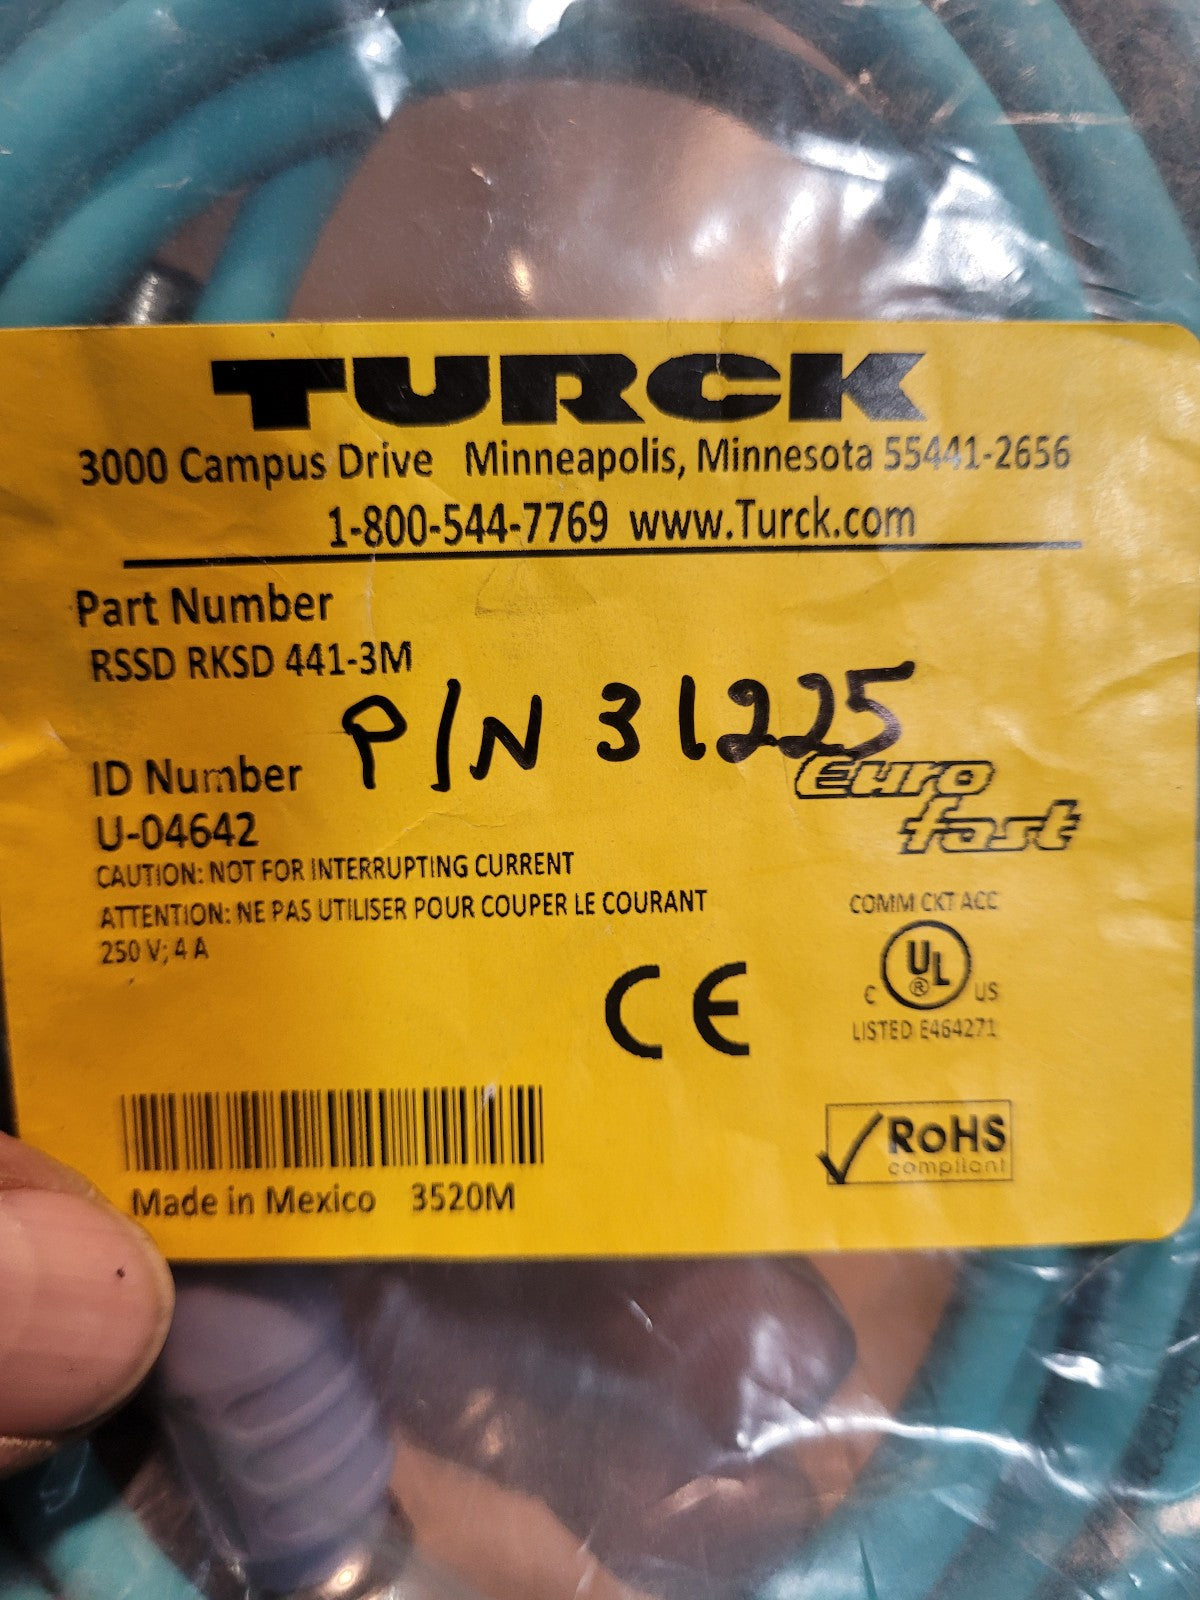 TURCK
3000 Campus Drive Minneapolis, Minnesota 55441-2656
1-800-544-7769 www.Turck.com
Part Number
RSSD RKSD 441-3M
P/N 31225
ID Number
U-04642
Euro
fast
CAUTION: NOT FOR INTERRUPTING CURRENT
ATTENTION: NE PAS UTILISER POUR COUPER LE COURANT
250 V; 4 A
COMM CKT ACC
C UL ® US
LISTED E464271
CE
RoHS
compliant
Made in Mexico 3520M